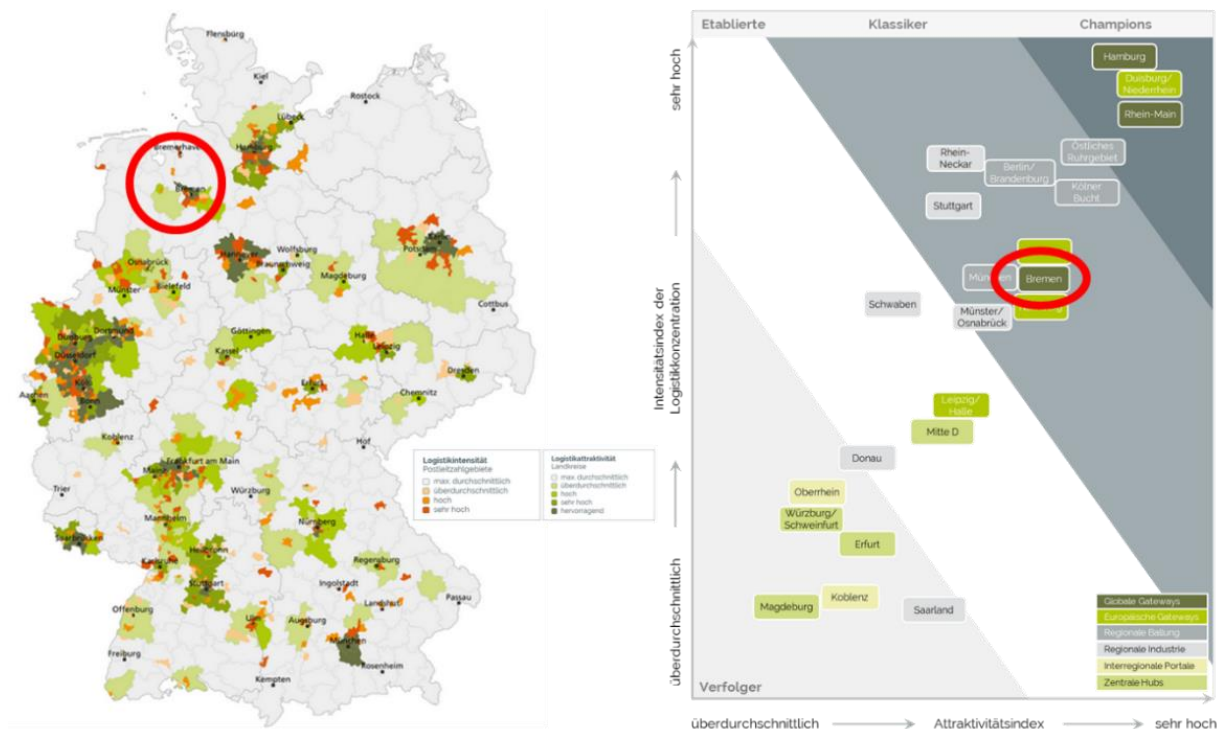 Flensburg
Kiel
Rostock
Lübeck
Hamburg
Bremerhaven
Bremen
Wolfsburg
Hannover
Braunschweig
Potsdam
Berlin
Magdeburg
Osnabrück
Münster
Bielefeld
Cottbus
Göttingen
Kassel
Halle
Leipzig
Dresden
Duisburg
Dortmund
Düsseldorf
Köln
Bonn
Aachen
Erfurt
Chemnitz
Koblenz
Hof
Frankfurt am Main
Mainz
Trier
Würzburg
Mannheim
Nürnberg
Saarbrücken
Heilbronn
Karlsruhe
Stuttgart
Regensburg
Ingolstadt
Passau
Landshut
Offenburg
Ulm
Augsburg
München
Freiburg
Rosenheim
Kempten
Logistikintensität
Postleitzahlgebiete
max. durchschnittlich
überdurchschnittlich
hoch
sehr hoch
Logistikattraktivität
Landkreise
max. durchschnittlich
überdurchschnittlich
hoch
sehr hoch
hervorragend
Etablierte
Klassiker
Champions
sehr hoch
Intensitätsindex der
Logistikkonzentration
überdurchschnittlich
Hamburg
Duisburg/
Niederrhein
Rhein-Main
Rhein-
Neckar
Östliches
Ruhrgebiet
Berlin/
Brandenburg
Kölner
Bucht
Stuttgart
Bremen
Schwaben
Münster/
Osnabrück
Leipzig/
Halle
Mitte D
Donau
Oberrhein
Würzburg/
Schweinfurt
Erfurt
Magdeburg
Koblenz
Saarland
Globale Gateways
Europäische Gateways
Regionale Ballung
Regionale Industrie
Interregionale Portale
Zentrale Hubs
Verfolger
überdurchschnittlich
Attraktivitätsindex
sehr hoch